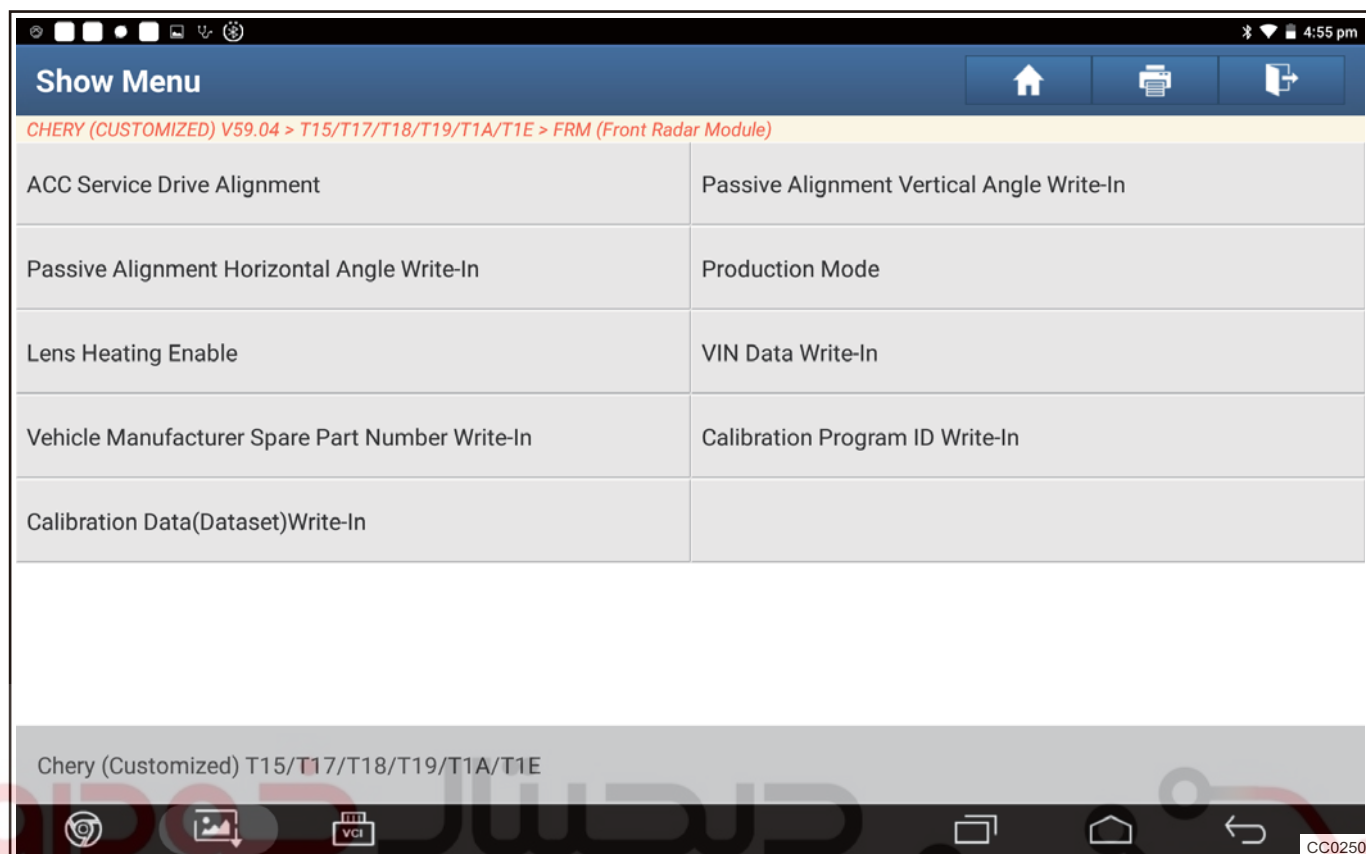 4:55 pm
Show Menu
CHERY (CUSTOMIZED) V59.04 > T15/T17/T18/T19/T1A/T1E > FRM (Front Radar Module)
ACC Service Drive Alignment
Passive Alignment Vertical Angle Write-In
Passive Alignment Horizontal Angle Write-In
Production Mode
Lens Heating Enable
VIN Data Write-In
Vehicle Manufacturer Spare Part Number Write-In
Calibration Program ID Write-In
Calibration Data(Dataset)Write-In
Chery (Customized) T15/T17/T18/T19/T1A/T1E
دیجیتال خودرو
VCI
CC0250